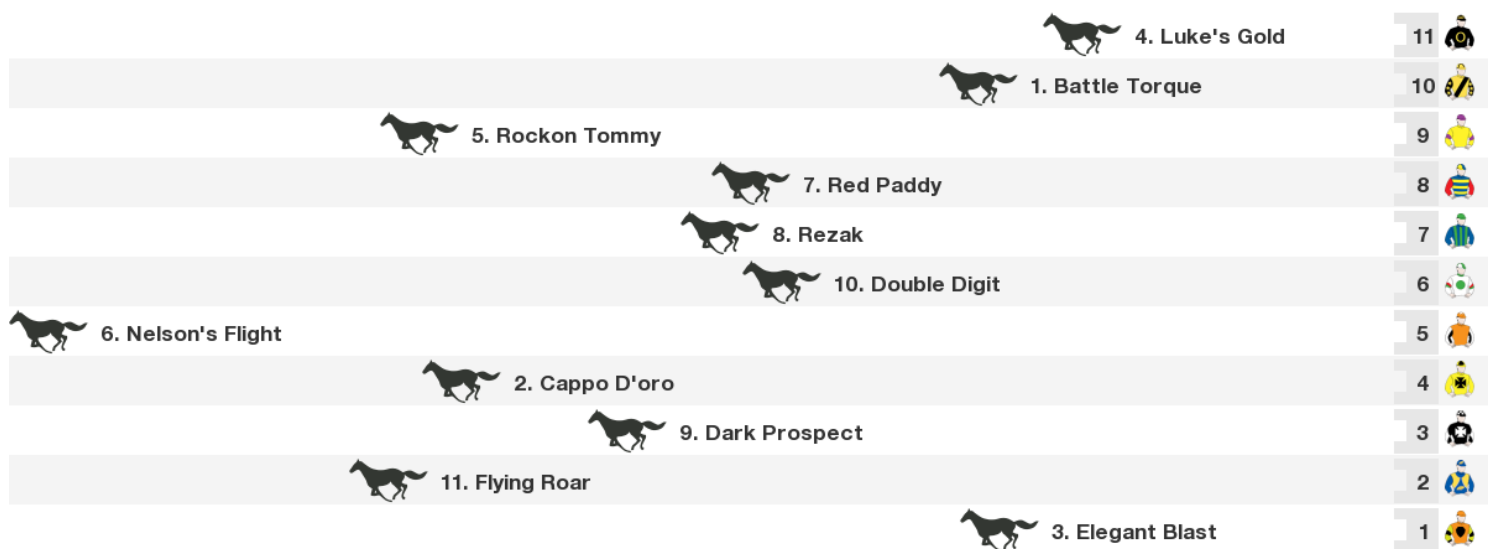 4. Luke's Gold 11
1. Battle Torque 10
5. Rockon Tommy 9
7. Red Paddy 8
8. Rezak 7
10. Double Digit 6
6. Nelson's Flight 5
2. Cappo D'oro 4
9. Dark Prospect 3
11. Flying Roar 2
3. Elegant Blast 1